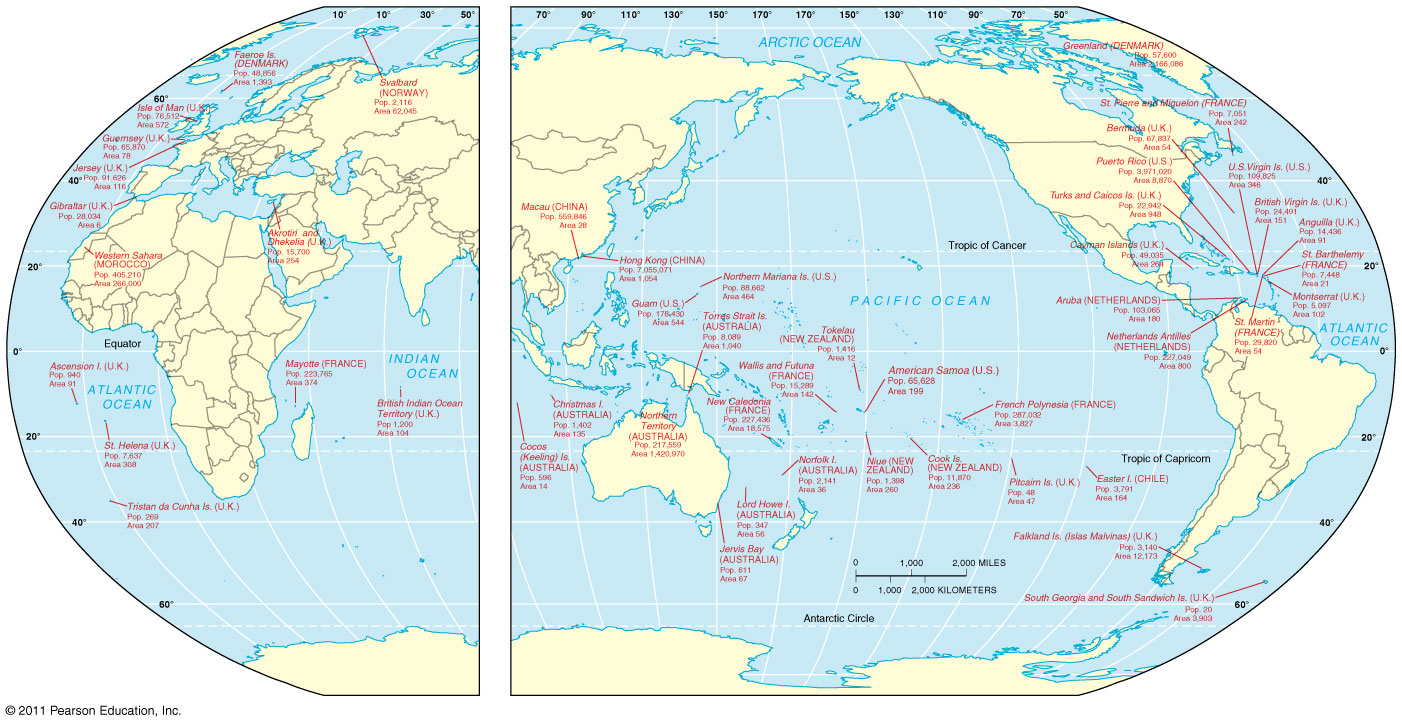 10°
10°
30°
50°
70°
90°
110°
130°
150°
170°
170°
150°
130°
110°
90°
70°
50°
ARCTIC OCEAN
Faeroe Is.
(DENMARK)
Pop. 48,856
Area 1,393
Svalbard
(NORWAY)
Pop. 2,116
Area 62,045
60°
Isle of Man (U.K.)
Pop. 76,512
Area 572
Guernsey (U.K.)
Pop. 65,870
Area 78
Jersey (U.K.)
Pop. 91,626
Area 116
40°
Gibraltar (U.K.)
Pop. 28,034
Area 6
Akrotiri and
Dhekelia (U.K.)
Pop. 15,700
Area 254
Western Sahara
(MOROCCO)
Pop. 405,210
Area 266,000
20°
Equator
0°
Ascension I. (U.K.)
Pop. 940
Area 91
ATLANTIC
OCEAN
Mayotte (FRANCE)
Pop. 223,765
Area 374
INDIAN
OCEAN
British Indian Ocean
Territory (U.K.)
Pop 1,200
Area 104
20°
St. Helena (U.K.)
Pop. 7,637
Area 308
Tristan da Cunha Is. (U.K.)
Pop. 269
Area 207
40°
60°
Macau (CHINA)
Pop. 559,846
Area 28
Hong Kong (CHINA)
Pop. 7,055,071
Area 1,054
Northern Mariana Is. (U.S.)
Pop. 88,662
Area 464
Guam (U.S.)
Pop. 178,430
Area 544
Torres Strait Is.
(AUSTRALIA)
Pop. 8,089
Area 1,040
PACIFIC OCEAN
Tokelau
(NEW ZEALAND)
Pop. 1,416
Area 12
Wallis and Futuna
(FRANCE)
Pop. 15,289
Area 142
American Samoa (U.S.)
Pop. 65,628
Area 199
New Caledonia
(FRANCE)
Pop. 227,436
Area 18,575
French Polynesia (FRANCE)
Pop. 287,032
Area 3,827
Christmas I.
(AUSTRALIA)
Pop. 1,402
Area 135
Northern
Territory
(AUSTRALIA)
Pop. 217,559
Area 1,420,970
Cocos
(Keeling) Is.
(AUSTRALIA)
Pop. 596
Area 14
Norfolk I.
(AUSTRALIA)
Pop. 2,141
Area 36
Niue (NEW
ZEALAND)
Pop. 1,398
Area 260
Cook Is.
(NEW ZEALAND)
Pop. 11,870
Area 236
Pitcairn Is. (U.K.)
Pop. 48
Area 47
Easter I. (CHILE)
Pop. 3,791
Area 164
Lord Howe I.
(AUSTRALIA)
Pop. 347
Area 56
Jervis Bay
(AUSTRALIA)
Pop. 611
Area 67
Tropic of Cancer
Tropic of Capricorn
Antarctic Circle
0 1,000 2,000 MILES
0 1,000 2,000 KILOMETERS
Greenland (DENMARK)
Pop. 57,600
Area 2,166,086
St. Pierre and Miquelon (FRANCE)
Pop. 7,051
Area 242
Bermuda (U.K.)
Pop. 67,837
Area 54
Puerto Rico (U.S.)
Pop. 3,971,020
Area 8,870
U.S.Virgin Is. (U.S.)
Pop. 109,825
Area 346
40°
Turks and Caicos Is. (U.K.)
Pop. 22,942
Area 948
British Virgin Is. (U.K.)
Pop. 24,491
Area 151
Anguilla (U.K.)
Pop. 14,436
Area 91
Cayman Islands (U.K.)
Pop. 49,035
Area 264
St. Barthelemy
(FRANCE)
Pop. 7,448
Area 21
20°
Aruba (NETHERLANDS)
Pop. 103,065
Area 180
Montserrat (U.K.)
Pop. 5,097
Area 102
St. Martin
(FRANCE)
Pop. 29,820
Area 54
Netherlands Antilles
(NETHERLANDS)
Pop. 227,049
Area 800
ATLANTIC
OCEAN
0°
20°
40°
Falkland Is. (Islas Malvinas) (U.K.)
Pop. 3,140
Area 12,173
South Georgia and South Sandwich Is. (U.K.)
Pop. 20
Area 3,903
60°
© 2011 Pearson Education, Inc.